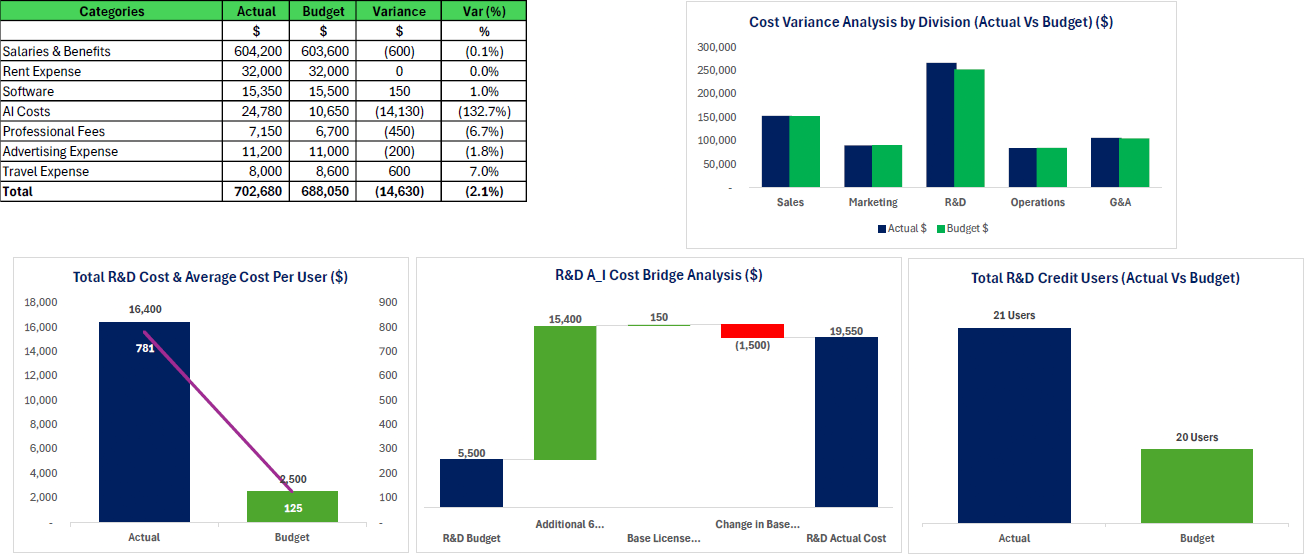 Categories Actual Budget Variance Var (%)
$ $ $ %
Salaries & Benefits 604,200 603,600 (600) (0.1%)
Rent Expense 32,000 32,000 0 0.0%
Software 15,350 15,500 150 1.0%
AI Costs 24,780 10,650 (14,130) (132.7%)
Professional Fees 7,150 6,700 (450) (6.7%)
Advertising Expense 11,200 11,000 (200) (1.8%)
Travel Expense 8,000 8,600 600 7.0%
Total 702,680 688,050 (14,630) (2.1%)
Cost Variance Analysis by Division (Actual Vs Budget) ($)
300,000
250,000
200,000
150,000
100,000
50,000
-
Sales Marketing R&D Operations G&A
Actual $ Budget $
Total R&D Cost & Average Cost Per User ($)
18,000 900
16,000 800
14,000 700
12,000 600
10,000 500
8,000 400
6,000 300
4,000 200
2,000 100
- -
16,400
781
2,500
125
Actual Budget
R&D A_I Cost Bridge Analysis ($)
5,500
15,400
150
(1,500)
19,550
R&D Budget
Additional 6...
Base License...
Change in Base...
R&D Actual Cost
Total R&D Credit Users (Actual Vs Budget)
21 Users
20 Users
Actual Budget